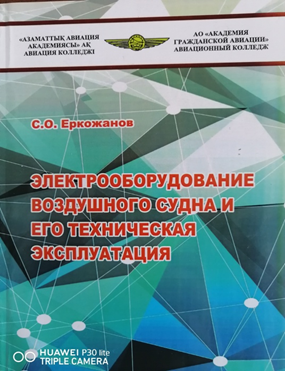 «АЗАМАТТЫҚ АВИАЦИЯ
АКАДЕМИЯСЫ» АҚ
АВИАЦИЯ КОЛЛЕДЖІ
АО «АКАДЕМИЯ
ГРАЖДАНСКОЙ АВИАЦИИ»
АВИАЦИОННЫЙ КОЛЛЕДЖ
С.О. Еркожанов
ЭЛЕКТРООБОРУДОВАНИЕ
ВОЗДУШНОГО СУДНА И
ЕГО ТЕХНИЧЕСКАЯ
ЭКСПЛУАТАЦИЯ
HUAWEI P30 lite
TRIPLE CAMERA